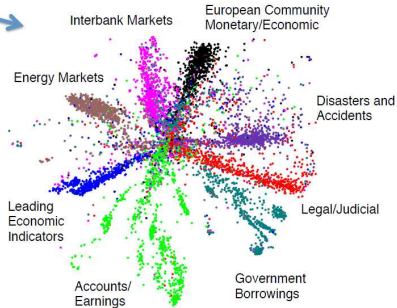 Interbank Markets
European Community
Monetary/Economic
Energy Markets
Disasters and
Accidents
Leading
Economic
Indicators
Legal/Judicial
Accounts/
Earnings
Government
Borrowings